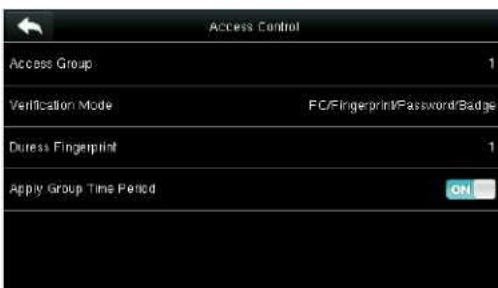 Access Control
Access Group 1
Verification Mode FC/Fingerprint/Password/Badge
Duress Fingerprint 1
Apply Group Time Period ON